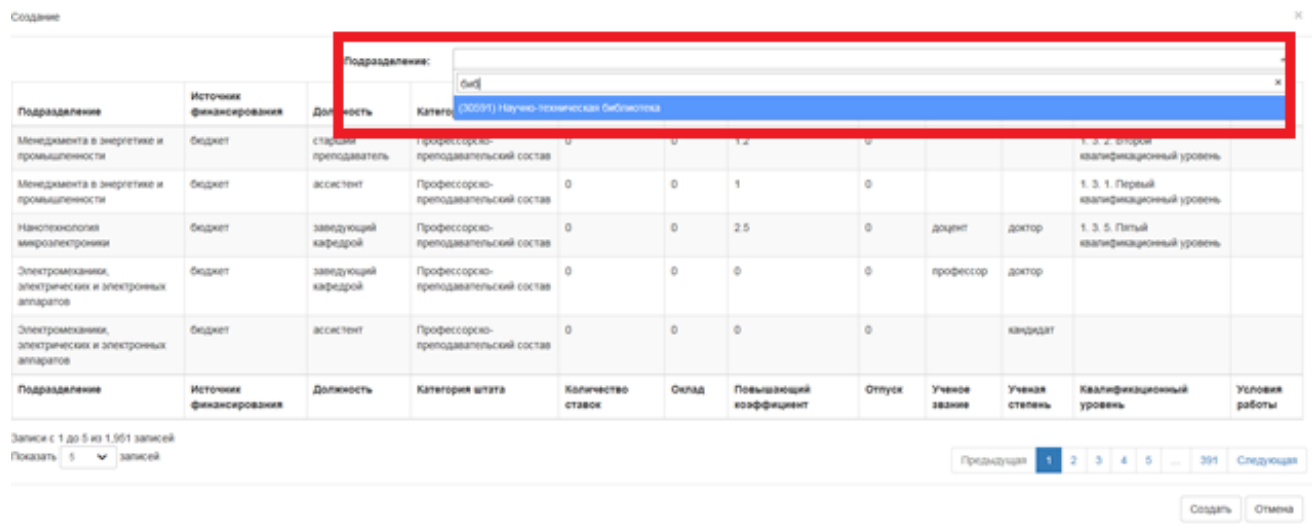 Создание ×
Подразделение:
биб ×
(30591) Научно-техническая библиотека
Подразделение Источник финансирования Должность
Менеджмента в энергетике и бюджет старший Профессорско- 0 0 1.2 0 1. 3. 2. Второй
промышленности преподаватель преподавательский состав квалификационный уровень
Менеджмента в энергетике и бюджет ассистент Профессорско- 0 0 1 0 1. 3. 1. Первый
промышленности преподавательский состав квалификационный уровень
Нанотехнология бюджет заведующий Профессорско- 0 0 2.5 0 доцент доктор 1. 3. 5. Пятый
микроэлектроники кафедрой преподавательский состав квалификационный уровень
Электромеханики, бюджет заведующий Профессорско- 0 0 0 0 профессор доктор
электрических и электронных кафедрой преподавательский состав
аппаратов
Электромеханики, бюджет ассистент Профессорско- 0 0 0 0 кандидат
электрических и электронных преподавательский состав
аппаратов
Подразделение Источник Должность Категория штата Количество Оклад Повышающий Отпуск Ученое Ученая Квалификационный Условия
финансирования ставок коэффициент звание степень уровень работы
Записи с 1 до 5 из 1,951 записей
Показать 5 записей Предыдущая 1 2 3 4 5 ... 391 Следующая
Создать Отмена